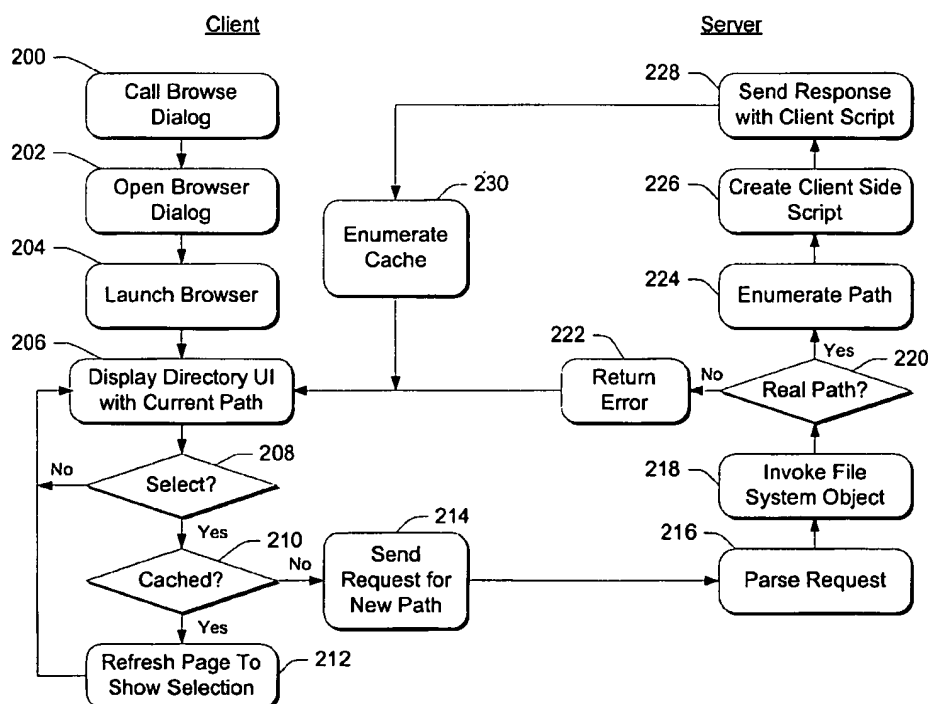 Client
Server
200
Call Browse
Dialog
202
Open Browser
Dialog
204
Launch Browser
206
Display Directory UI
with Current Path
208
No
Select?
Yes
210
Cached?
No
Yes
Refresh Page To
Show Selection
212
214
Send
Request for
New Path
216
Parse Request
218
Invoke File
System Object
220
Real Path?
No
Yes
222
Return
Error
224
Enumerate Path
226
Create Client Side
Script
228
Send Response
with Client Script
230
Enumerate
Cache